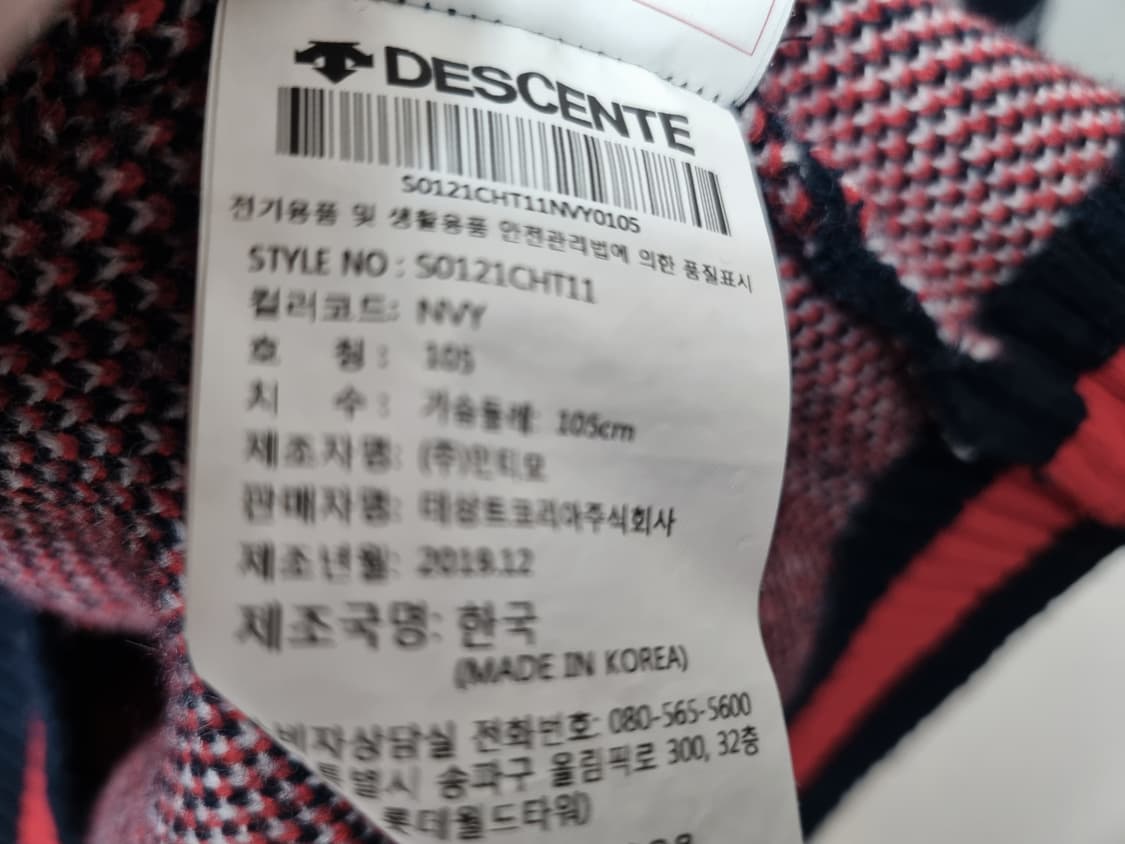 DESCENTE
S0121CHT11NVY0105
전기용품 및 생활용품 안전관리법에 의한 품질표시
STYLE NO : S0121CHT11
컬러코드: NVY
호 칭 : 105
치 수 : 가슴둘레: 105cm
제조자명: (주)민티모
판매자명: 데상트코리아주식회사
제조년월: 2019.12
제조국명: 한국
(MADE IN KOREA)
비자상담실 전화번호: 080-565-5600
특별시 송파구 올림픽로 300, 32층
롯데월드타워)